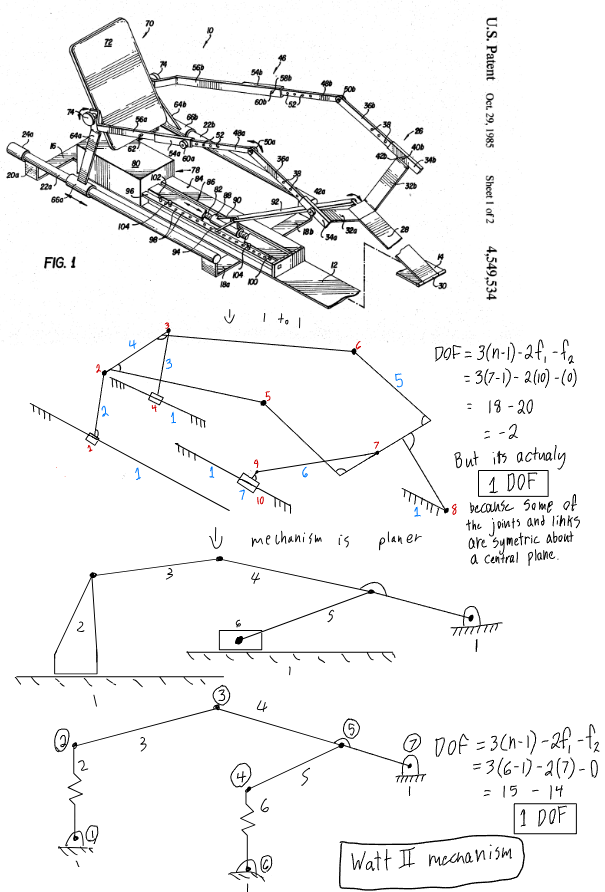 U.S. Patent Oct. 29, 1985 Sheet 1 of 2 4,549,534
70
10
72
74
46
56b
54b
58b
48b
50b
60b
52
36b
38
26
40b
34b
42b
32b
64b
66b
22b
74
56a
52
48a
50a
62
54a
60a
36a
38
64a
24a
16
80
20a
22a
66a
78
102
84
86
82
88
90
96
92
42a
18b
34a
32a
28
104
98
94
104
100
18a
12
14
30
FIG. 1
↓ 1 to 1
3
4
2
3
6
5
5
2
4
1
1
1
7
9
6
1
7
10
1
8
DOF = 3(n-1) - 2f₁ - f₂
= 3(7-1) - 2(10) - (0)
= 18 - 20
= -2
But its actualy
1 DOF
because some of
the joints and links
are symetric about
a central plane.
↓ mechanism is planer
3
4
2
5
6
1
1
1
3
4
2
3
5
7
2
4
5
1
6
1
1
6
1
DOF = 3(n-1) - 2f₁ - f₂
= 3(6-1) - 2(7) - 0
= 15 - 14
1 DOF
Watt II mechanism